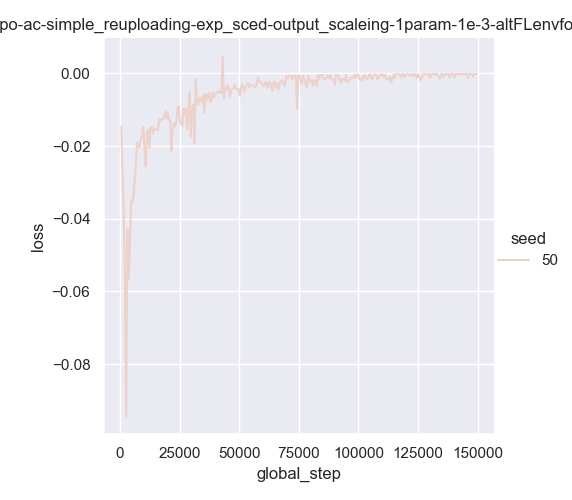 po-ac-simple_reuploading-exp_sced-output_scaleing-1param-1e-3-altFLenvfo
0.00
−0.02
−0.04
−0.06
−0.08
loss
0 25000 50000 75000 100000 125000 150000
global_step
seed
50